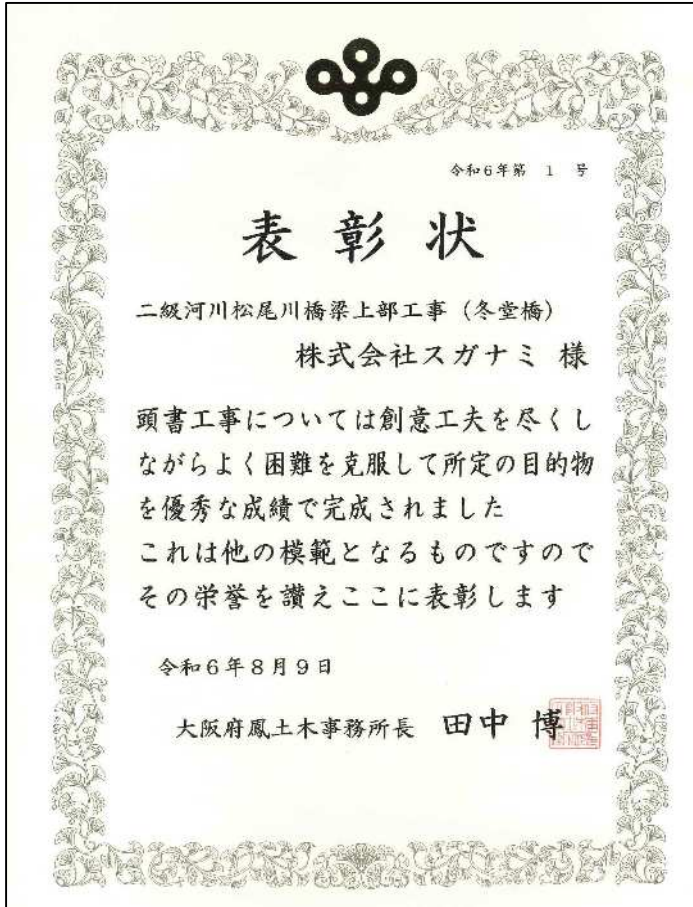 令和6年第 1 号
表彰状
二級河川松尾川橋梁上部工事（冬堂橋）
株式会社スガナミ 様
頭書工事については創意工夫を尽くし
ながらよく困難を克服して所定の目的物
を優秀な成績で完成されました
これは他の模範となるものですので
その栄誉を讃えここに表彰します
令和6年8月9日
大阪府鳳土木事務所長 田中 博